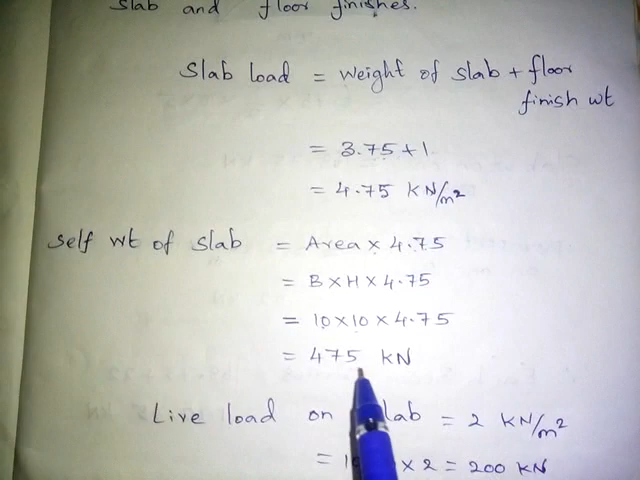 slab and floor finishes.
Slab load = weight of slab + floor
finish wt
= 3.75 + 1
= 4.75 KN/m²
Self wt of slab = Area × 4.75
= B × H × 4.75
= 10 × 10 × 4.75
= 475 KN
Live load on lab = 2 KN/m²
= × 2 = 200 KN